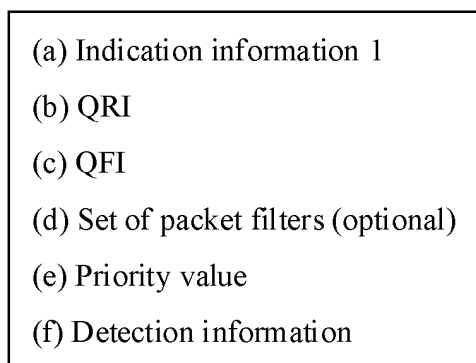 (a) Indication information 1
(b) QRI
(c) QFI
(d) Set of packet filters (optional)
(e) Priority value
(f) Detection information